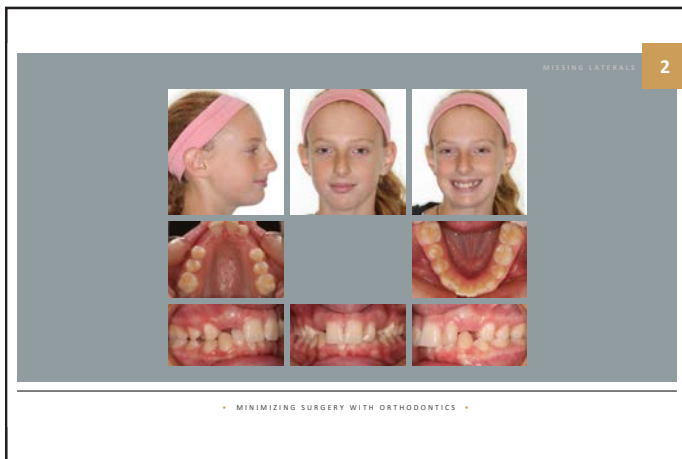 MISSING LATERALS
2
• MINIMIZING SURGERY WITH ORTHODONTICS •